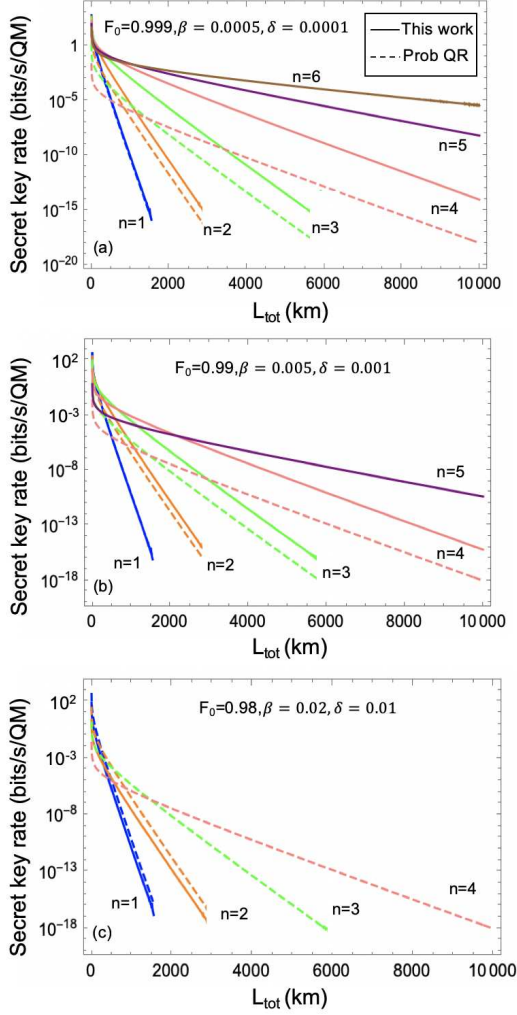 F₀=0.999,β = 0.0005, δ = 0.0001
This work
Prob QR
Secret key rate (bits/s/QM)
1
10⁻⁵
10⁻¹⁰
10⁻¹⁵
10⁻²⁰
n=6
n=5
n=4
n=3
n=2
n=1
(a)
0 2000 4000 6000 8000 10 000
Lₜₒₜ (km)
F₀=0.99,β = 0.005, δ = 0.001
Secret key rate (bits/s/QM)
10²
10⁻³
10⁻⁸
10⁻¹³
10⁻¹⁸
n=5
n=4
n=3
n=2
n=1
(b)
0 2000 4000 6000 8000 10 000
Lₜₒₜ (km)
F₀=0.98,β = 0.02, δ = 0.01
Secret key rate (bits/s/QM)
10²
10⁻³
10⁻⁸
10⁻¹³
10⁻¹⁸
n=4
n=3
n=2
n=1
(c)
0 2000 4000 6000 8000 10 000
Lₜₒₜ (km)